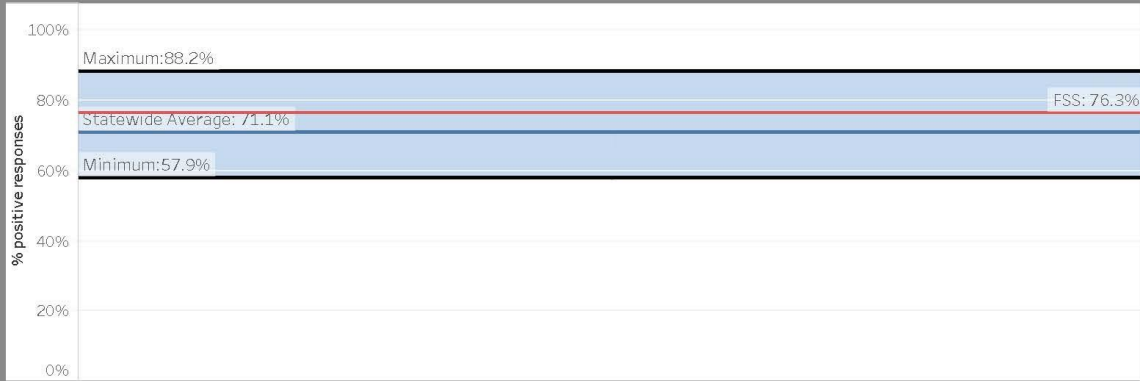 100%
Maximum:88.2%
80%
FSS: 76.3%
Statewide Average: 71.1%
Minimum:57.9%
60%
% positive responses
40%
20%
0%